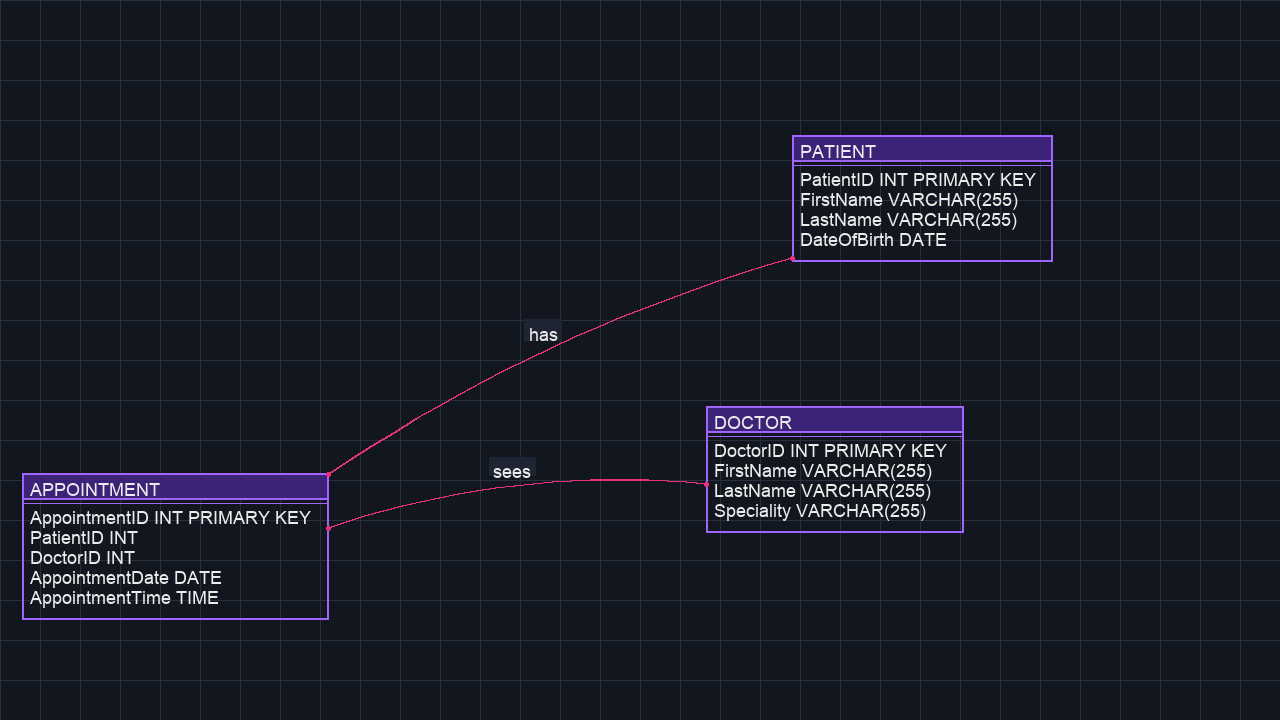 PATIENT
PatientID INT PRIMARY KEY
FirstName VARCHAR(255)
LastName VARCHAR(255)
DateOfBirth DATE
has
DOCTOR
DoctorID INT PRIMARY KEY
FirstName VARCHAR(255)
LastName VARCHAR(255)
Speciality VARCHAR(255)
sees
APPOINTMENT
AppointmentID INT PRIMARY KEY
PatientID INT
DoctorID INT
AppointmentDate DATE
AppointmentTime TIME